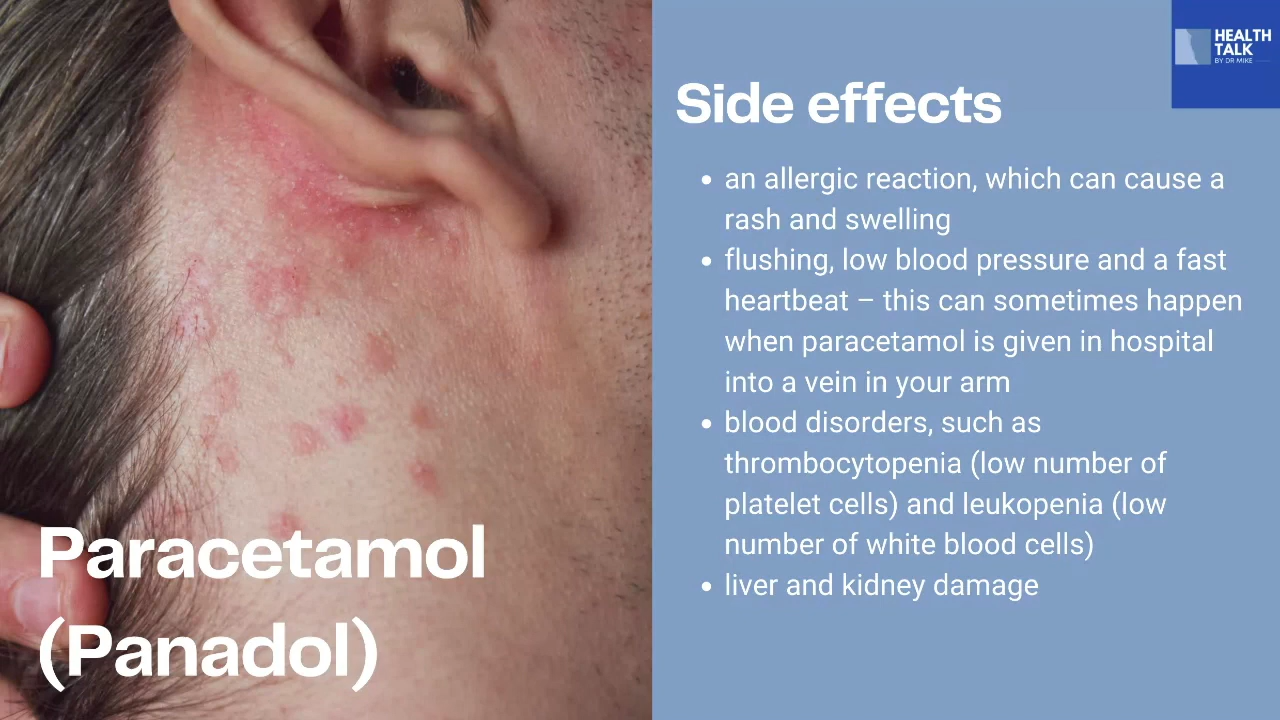 HEALTH
TALK
BY DR MIKE
Side effects
• an allergic reaction, which can cause a
rash and swelling
• flushing, low blood pressure and a fast
heartbeat – this can sometimes happen
when paracetamol is given in hospital
into a vein in your arm
• blood disorders, such as
thrombocytopenia (low number of
platelet cells) and leukopenia (low
number of white blood cells)
• liver and kidney damage
Paracetamol
(Panadol)